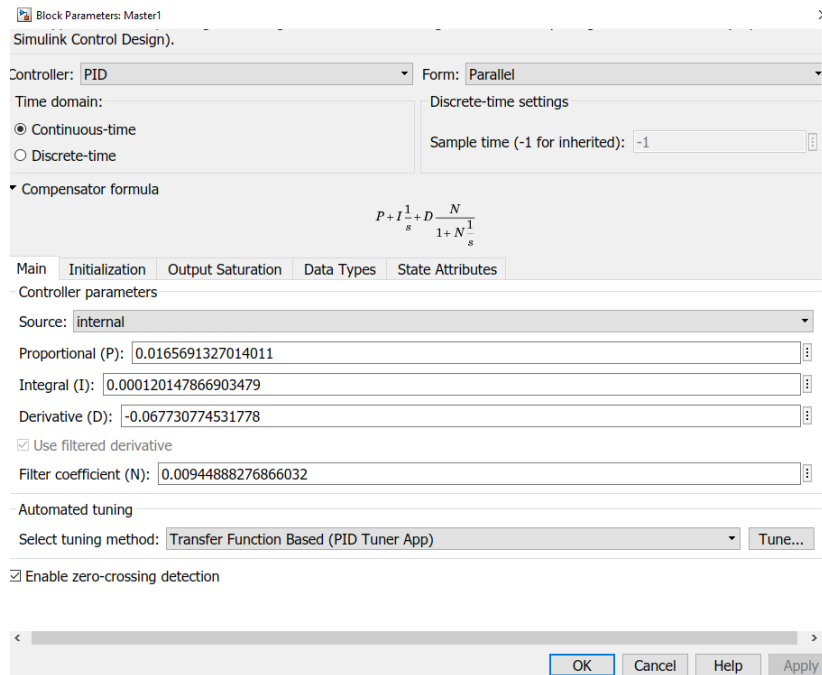 Block Parameters: Master1
Simulink Control Design).
Controller: PID Form: Parallel
Time domain: Discrete-time settings
Continuous-time
Discrete-time
Sample time (-1 for inherited): -1
Compensator formula
P + I 1/s + D N/(1 + N 1/s)
Main Initialization Output Saturation Data Types State Attributes
Controller parameters
Source: internal
Proportional (P): 0.0165691327014011
Integral (I): 0.000120147866903479
Derivative (D): -0.067730774531778
Use filtered derivative
Filter coefficient (N): 0.00944888276866032
Automated tuning
Select tuning method: Transfer Function Based (PID Tuner App) Tune...
Enable zero-crossing detection
OK Cancel Help Apply